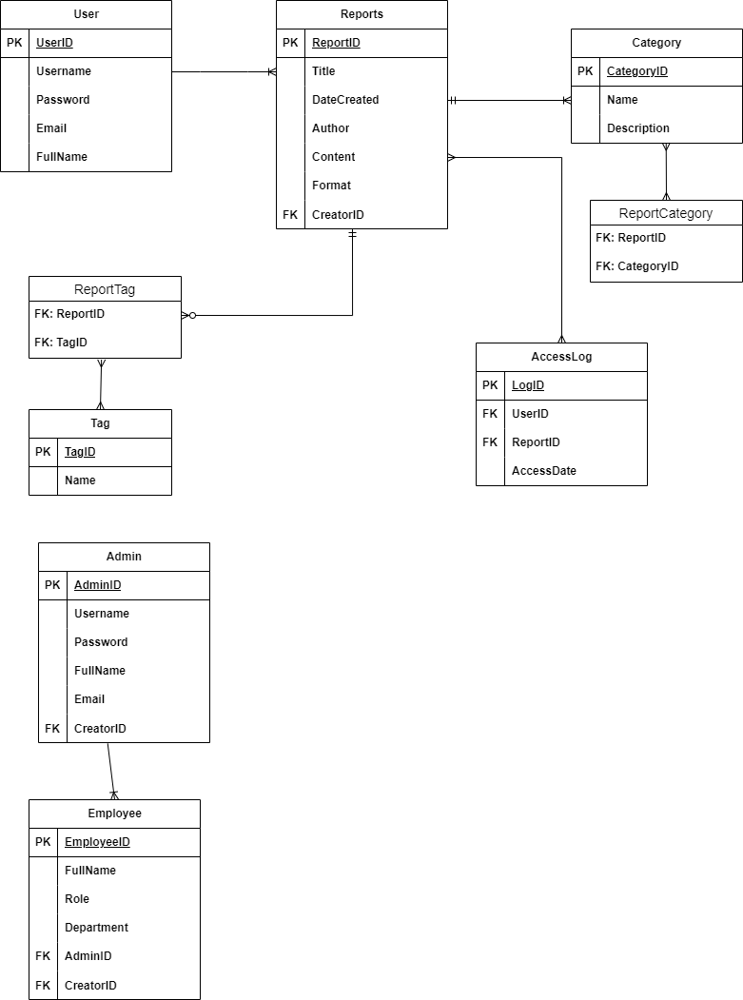 User
PK UserID
Username
Password
Email
FullName
Reports
PK ReportID
Title
DateCreated
Author
Content
Format
FK CreatorID
Category
PK CategoryID
Name
Description
ReportCategory
FK: ReportID
FK: CategoryID
ReportTag
FK: ReportID
FK: TagID
Tag
PK TagID
Name
AccessLog
PK LogID
FK UserID
FK ReportID
AccessDate
Admin
PK AdminID
Username
Password
FullName
Email
FK CreatorID
Employee
PK EmployeeID
FullName
Role
Department
FK AdminID
FK CreatorID